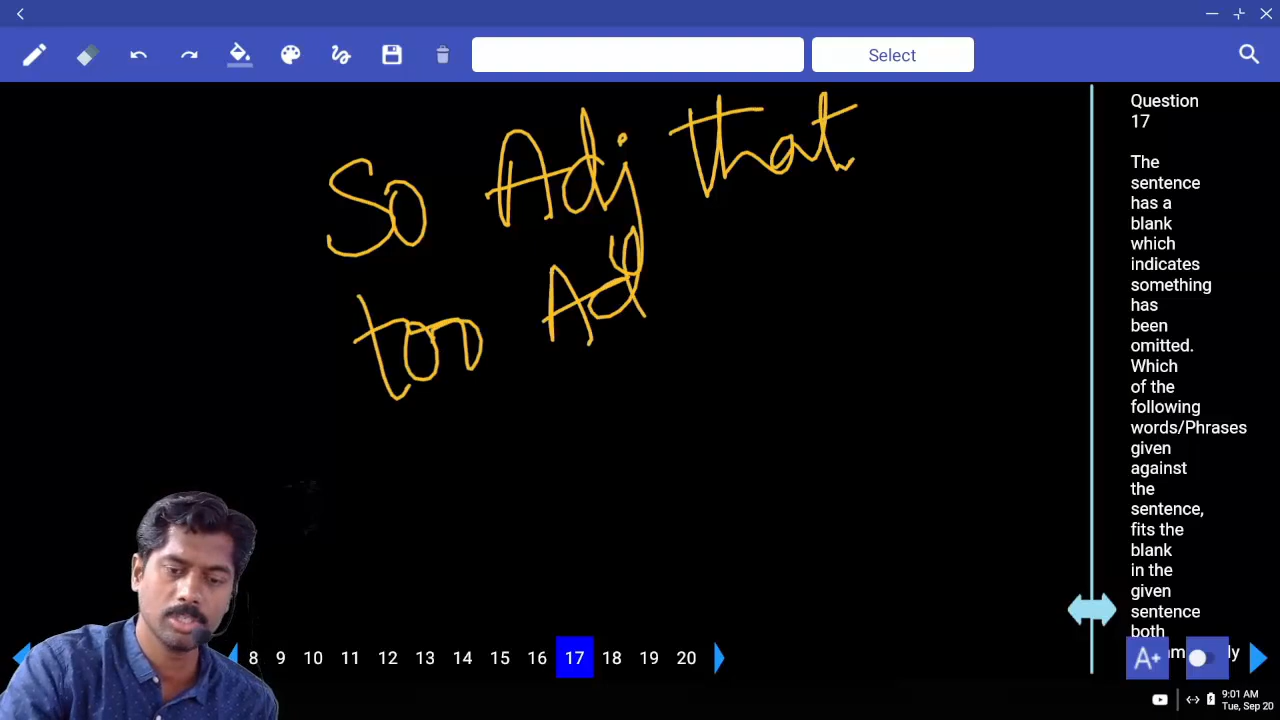 Select
So Adj that
too Ad
Question
17
The
sentence
has a
blank
which
indicates
something
has
been
omitted.
Which
of the
following
words/Phrases
given
against
the
sentence,
fits the
blank
in the
given
sentence
both
A+
8 9 10 11 12 13 14 15 16 17 18 19 20
9:01 AM
Tue, Sep 20